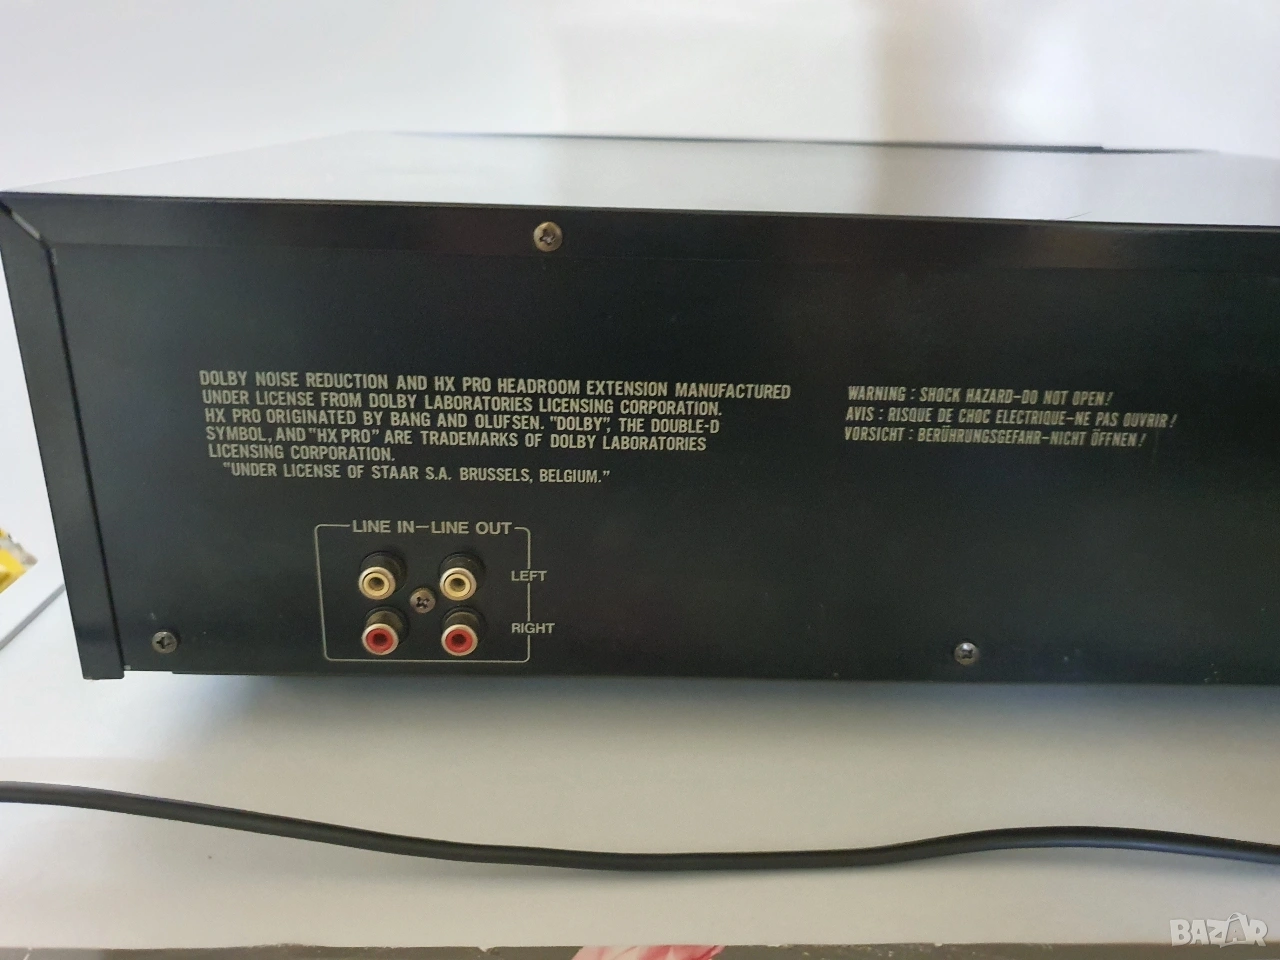 DOLBY NOISE REDUCTION AND HX PRO HEADROOM EXTENSION MANUFACTURED
UNDER LICENSE FROM DOLBY LABORATORIES LICENSING CORPORATION.
HX PRO ORIGINATED BY BANG AND OLUFSEN. "DOLBY", THE DOUBLE-D
SYMBOL, AND "HX PRO" ARE TRADEMARKS OF DOLBY LABORATORIES
LICENSING CORPORATION.
"UNDER LICENSE OF STAAR S.A. BRUSSELS, BELGIUM."
WARNING : SHOCK HAZARD-DO NOT OPEN!
AVIS : RISQUE DE CHOC ELECTRIQUE-NE PAS OUVRIR!
VORSICHT : BERÜHRUNGSGEFAHR-NICHT ÖFFNEN!
LINE IN-LINE OUT
LEFT
RIGHT
BAZAR